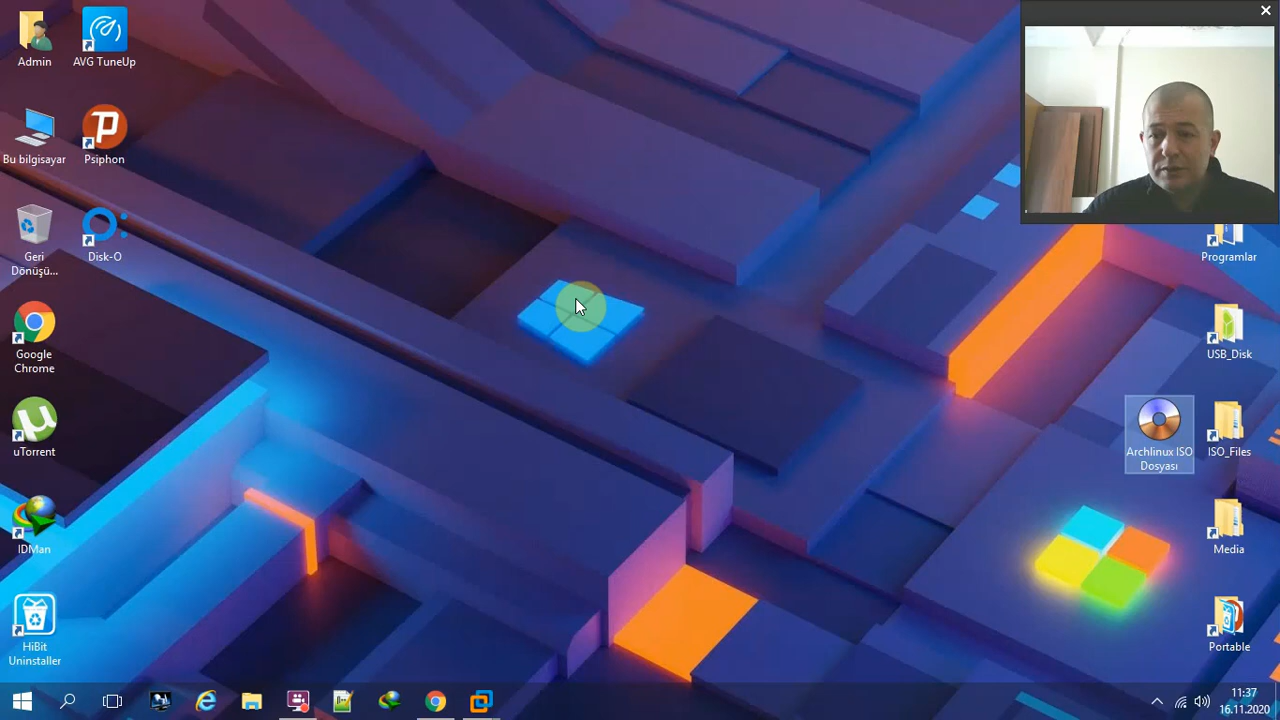 Admin
AVG TuneUp
Bu bilgisayar
Psiphon
Geri
Dönüşü...
Disk-O
Google
Chrome
uTorrent
IDMan
HiBit
Uninstaller
Programlar
USB_Disk
Archlinux ISO
Dosyası
ISO_Files
Media
Portable
11:37
16.11.2020